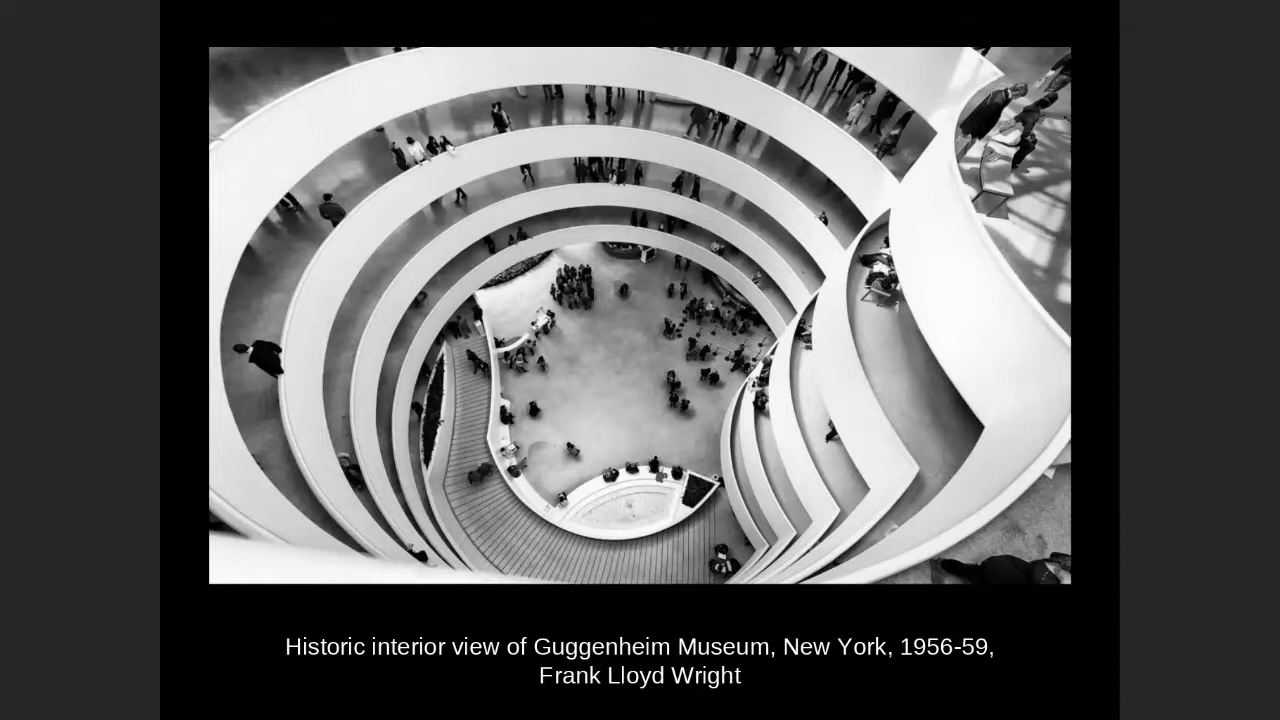 Historic interior view of Guggenheim Museum, New York, 1956-59,
Frank Lloyd Wright